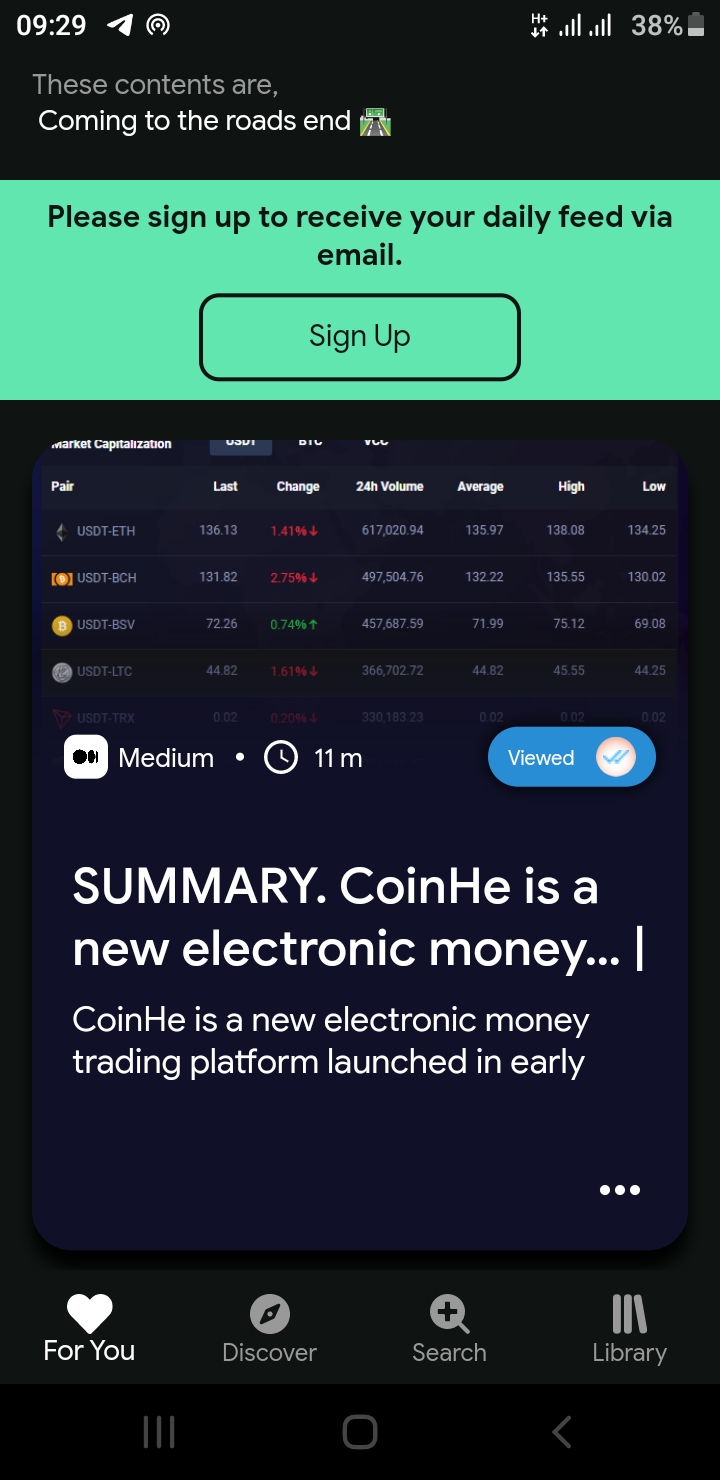 09:29
H+
38%
These contents are,
Coming to the roads end
Please sign up to receive your daily feed via
email.
Sign Up
Market Capitalization USDT BTC VCC
Pair Last Change 24h Volume Average High Low
USDT-ETH 136.13 1.41%↓ 617,020.94 135.97 138.08 134.25
USDT-BCH 131.82 2.75%↓ 497,504.76 132.22 135.55 130.02
USDT-BSV 72.26 0.74%↑ 457,687.59 71.99 75.12 69.08
USDT-LTC 44.82 1.61%↓ 366,702.72 44.82 45.55 44.25
USDT-TRX 0.02 0.20%↓ 330,183.23 0.02 0.02 0.02
Medium • 11 m
Viewed
SUMMARY. CoinHe is a
new electronic money... |
CoinHe is a new electronic money
trading platform launched in early
For You
Discover
Search
Library